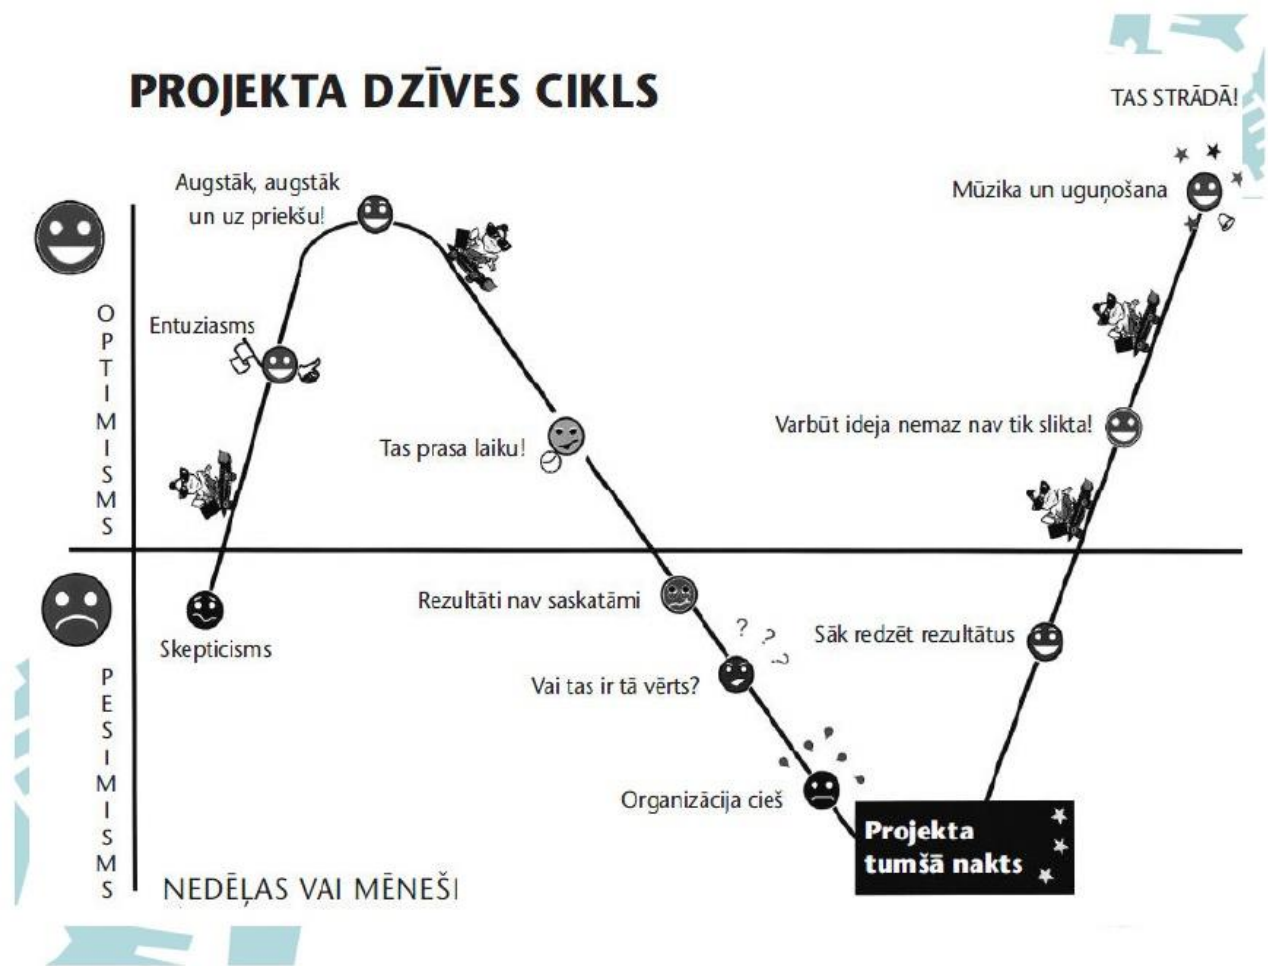 PROJEKTA DZĪVES CIKLS
TAS STRĀDĀ!
Augstāk, augstāk
un uz priekšu!
Mūzika un uguņošana
OPTIMISMS
Entuziasms
Tas prasa laiku!
Varbūt ideja nemaz nav tik slikta!
Skepticisms
Rezultāti nav saskatāmi
? ? ?
Sāk redzēt rezultātus
Vai tas ir tā vērts?
PESIMISMS
Organizācija cieš
Projekta
tumšā nakts
NEDĒĻAS VAI MĒNEŠI